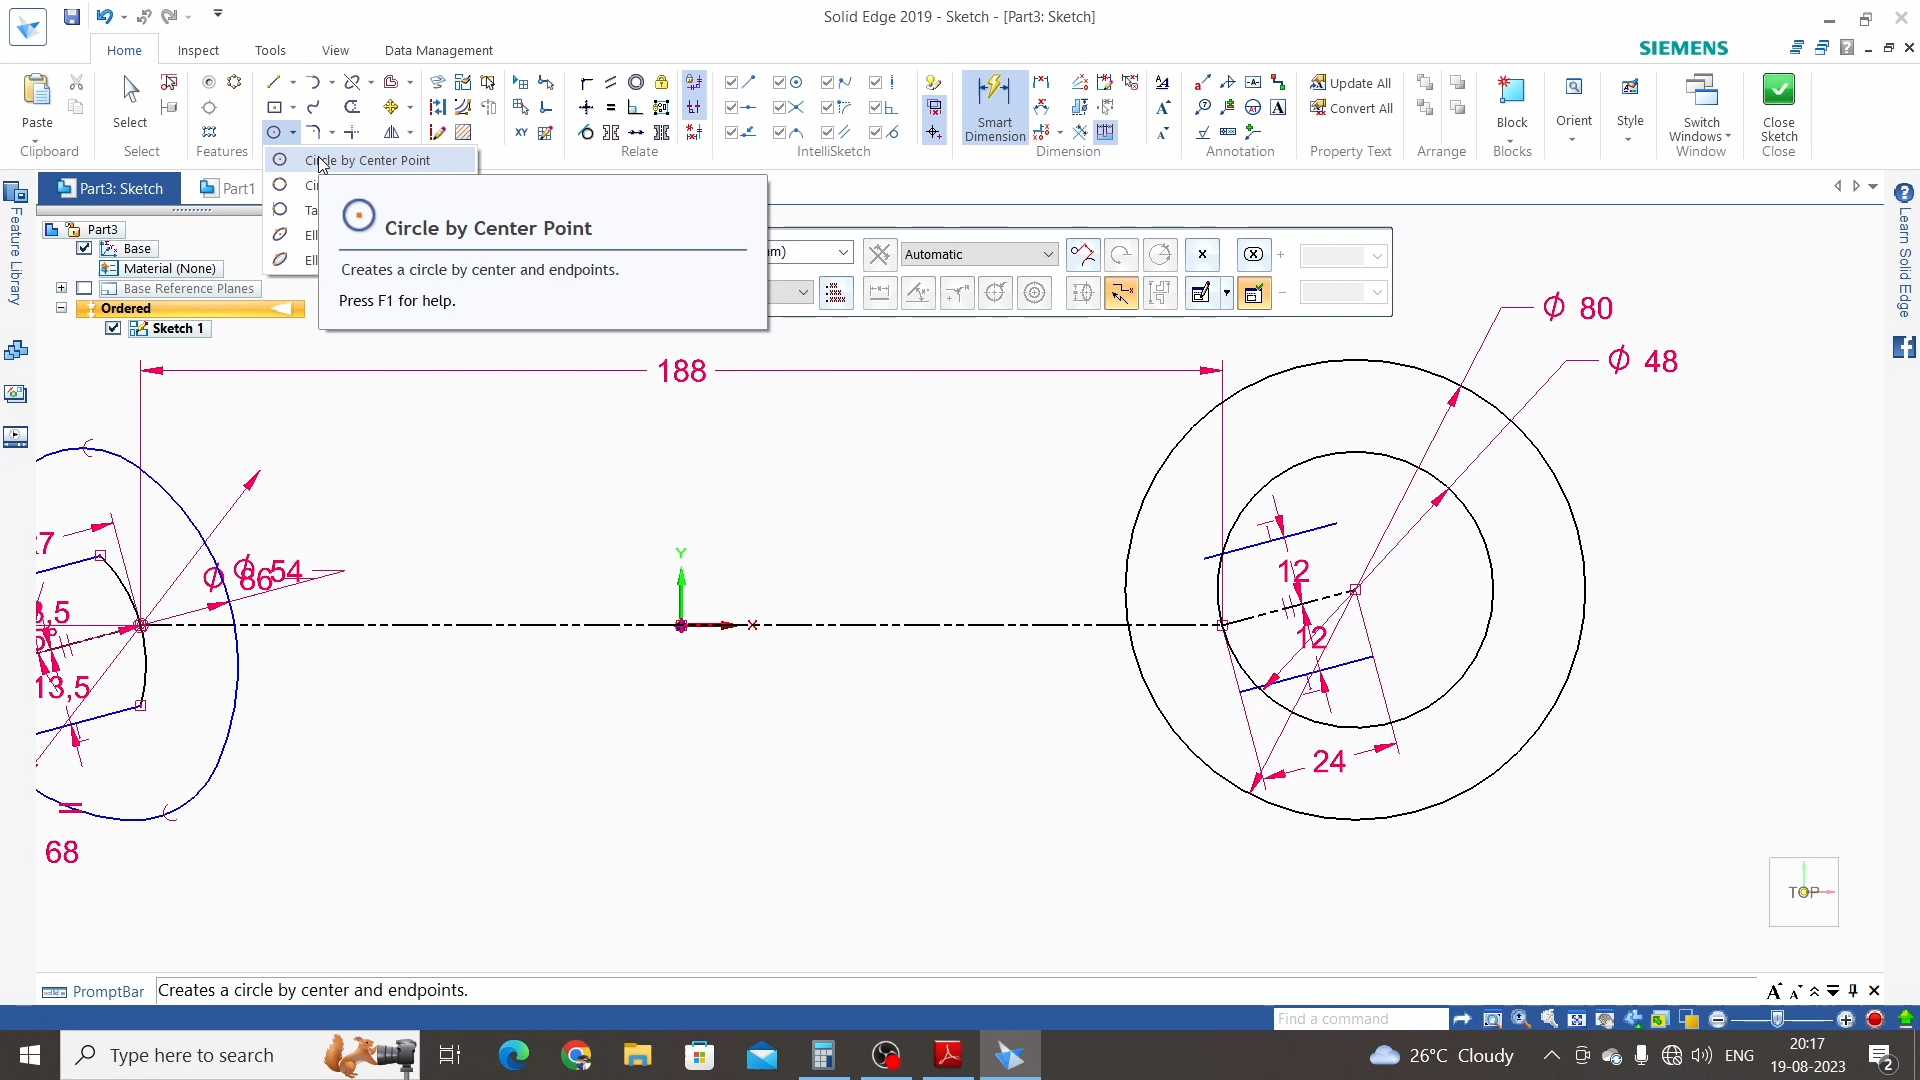 Solid Edge 2019 - Sketch - [Part3: Sketch]
Home
Inspect
Tools
View
Data Management
SIEMENS
Paste
Clipboard
Select
Select
Features
Relate
IntelliSketch
Smart
Dimension
Dimension
Annotation
Update All
Convert All
Property Text
Arrange
Block
Blocks
Orient
Style
Switch
Windows
Window
Close
Sketch
Close
Circle by Center Point
Part3: Sketch
Part1
Circle by Center Point
Creates a circle by center and endpoints.
Press F1 for help.
Automatic
Feature Library
Learn Solid Edge
Part3
Base
Material (None)
Base Reference Planes
Ordered
Sketch 1
188
Φ 80
Φ 48
12
12
24
Φ 86
Φ 54
13,5
68
Y
X
TOP
PromptBar
Creates a circle by center and endpoints.
Find a command
Type here to search
26°C Cloudy
ENG
20:17
19-08-2023
2